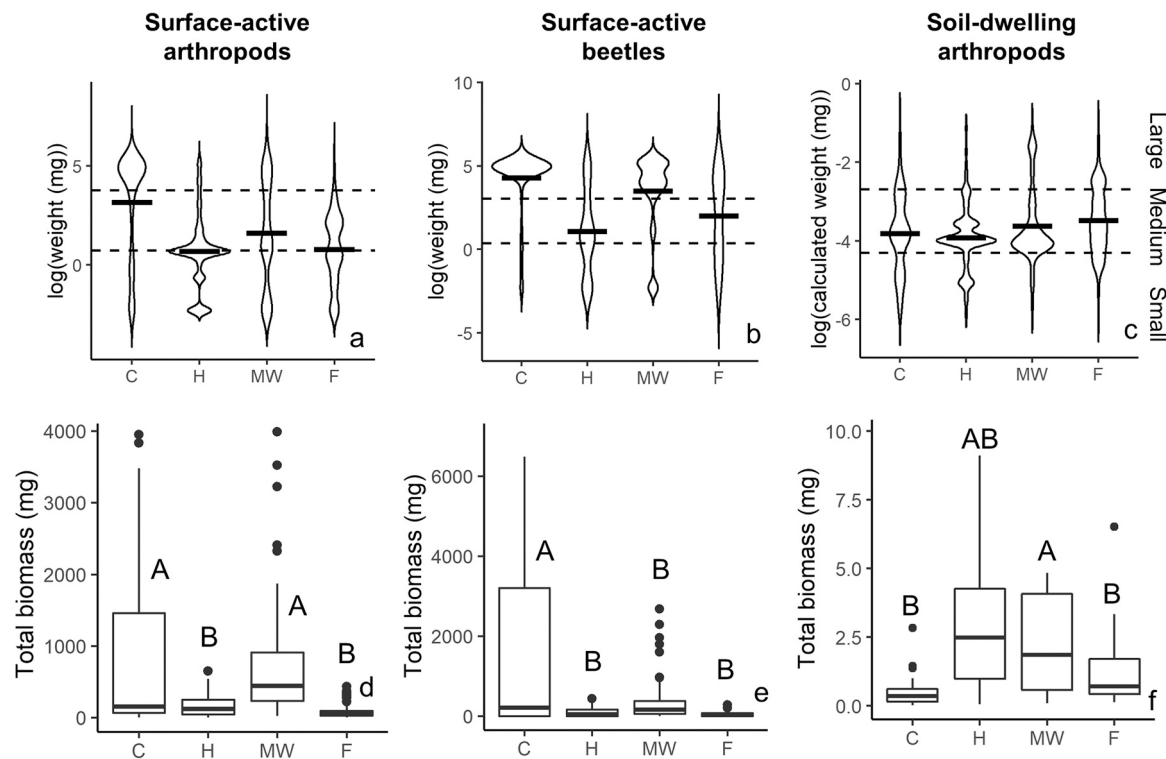 Surface-active
arthropods
Surface-active
beetles
Soil-dwelling
arthropods
log(weight (mg))
5
0
a
C H MW F
log(weight (mg))
10
5
0
-5
b
C H MW F
log(calculated weight (mg))
0
-2
-4
-6
c
C H MW F
Large
Medium
Small
Total biomass (mg)
4000
3000
2000
1000
0
A
B
A
B
d
C H MW F
Total biomass (mg)
6000
4000
2000
0
A
B
B
B
e
C H MW F
Total biomass (mg)
10.0
7.5
5.0
2.5
0.0
B
AB
A
B
f
C H MW F